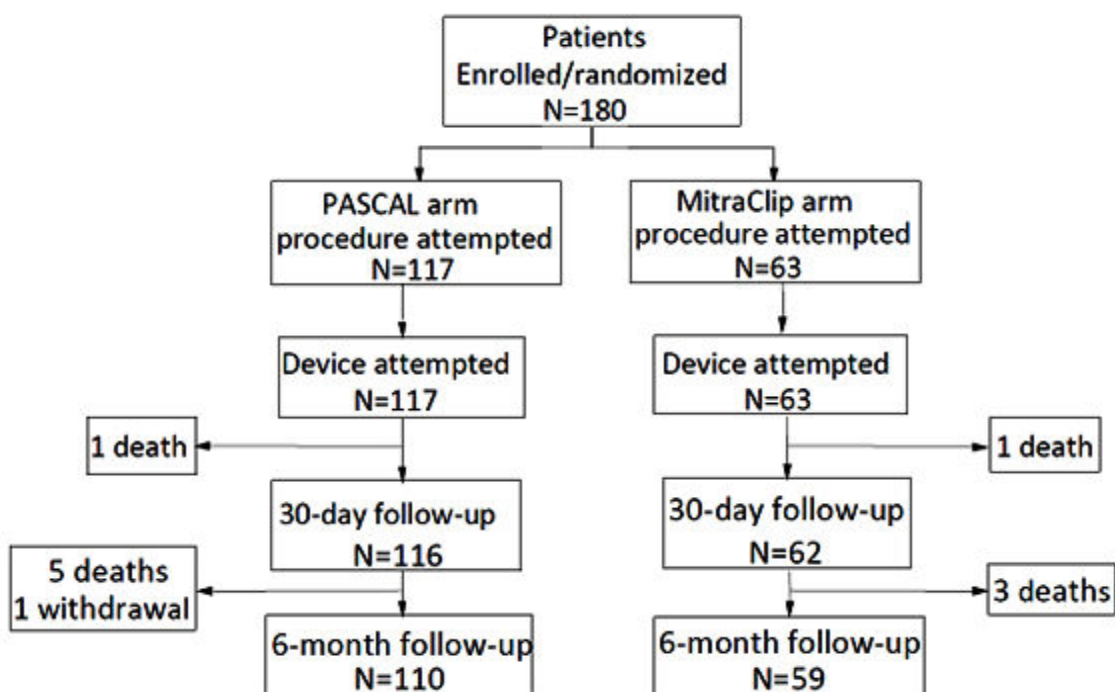 Patients
Enrolled/randomized
N=180
PASCAL arm
procedure attempted
N=117
MitraClip arm
procedure attempted
N=63
Device attempted
N=117
Device attempted
N=63
1 death
1 death
30-day follow-up
N=116
30-day follow-up
N=62
5 deaths
1 withdrawal
3 deaths
6-month follow-up
N=110
6-month follow-up
N=59